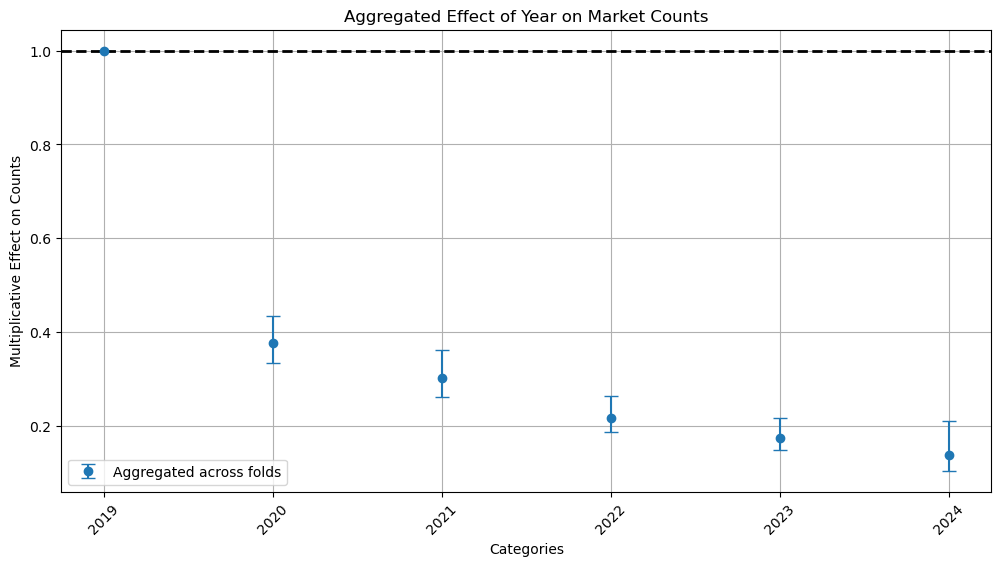 Aggregated Effect of Year on Market Counts
Multiplicative Effect on Counts
1.0
0.8
0.6
0.4
0.2
Aggregated across folds
2019
2020
2021
2022
2023
2024
Categories